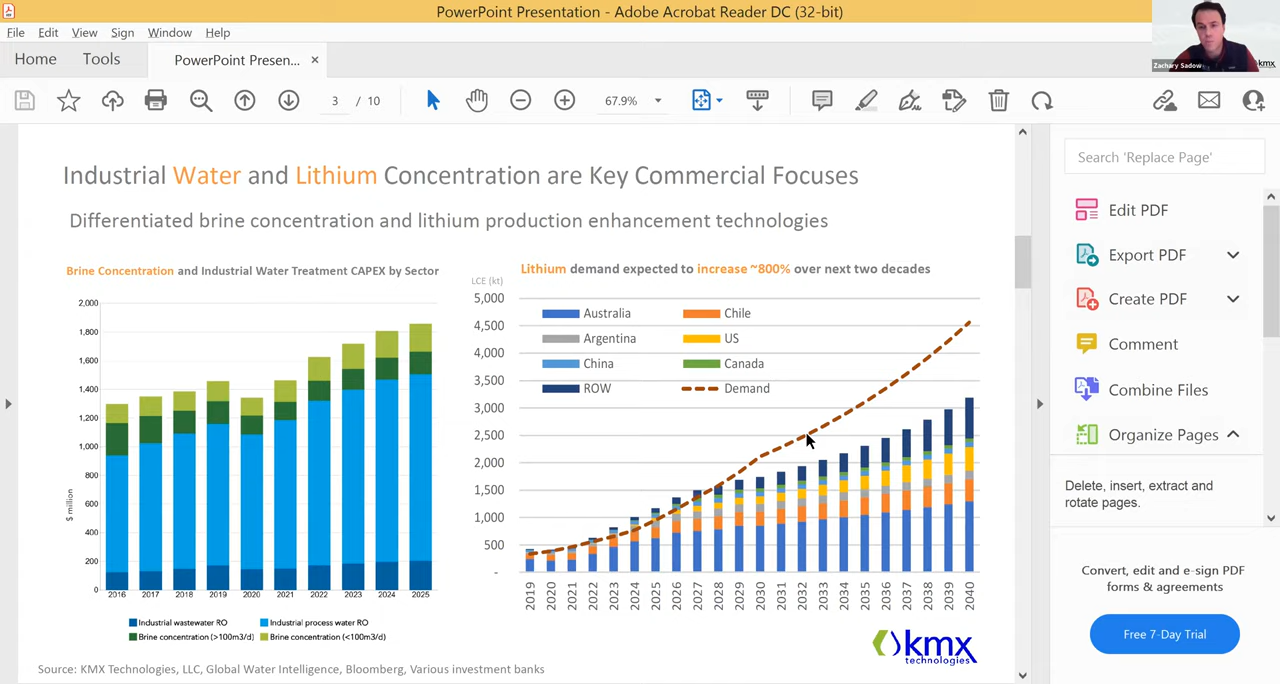 PowerPoint Presentation - Adobe Acrobat Reader DC (32-bit)
File Edit View Sign Window Help
Home Tools PowerPoint Presen... ×
3 / 10 67.9%
Zachary Sadow
kmx
Industrial Water and Lithium Concentration are Key Commercial Focuses
Differentiated brine concentration and lithium production enhancement technologies
Brine Concentration and Industrial Water Treatment CAPEX by Sector
2,000
1,800
1,600
1,400
1,200
1,000
800
600
400
200
0
$ million
2016 2017 2018 2019 2020 2021 2022 2023 2024 2025
Industrial wastewater RO Industrial process water RO
Brine concentration (>100m3/d) Brine concentration (<100m3/d)
Lithium demand expected to increase ~800% over next two decades
LCE (kt)
5,000
4,500
4,000
3,500
3,000
2,500
2,000
1,500
1,000
500
-
Australia Chile
Argentina US
China Canada
ROW Demand
2019 2020 2021 2022 2023 2024 2025 2026 2027 2028 2029 2030 2031 2032 2033 2034 2035 2036 2037 2038 2039 2040
kmx
technologies
Source: KMX Technologies, LLC, Global Water Intelligence, Bloomberg, Various investment banks
Search 'Replace Page'
Edit PDF
Export PDF
Create PDF
Comment
Combine Files
Organize Pages
Delete, insert, extract and
rotate pages.
Convert, edit and e-sign PDF
forms & agreements
Free 7-Day Trial